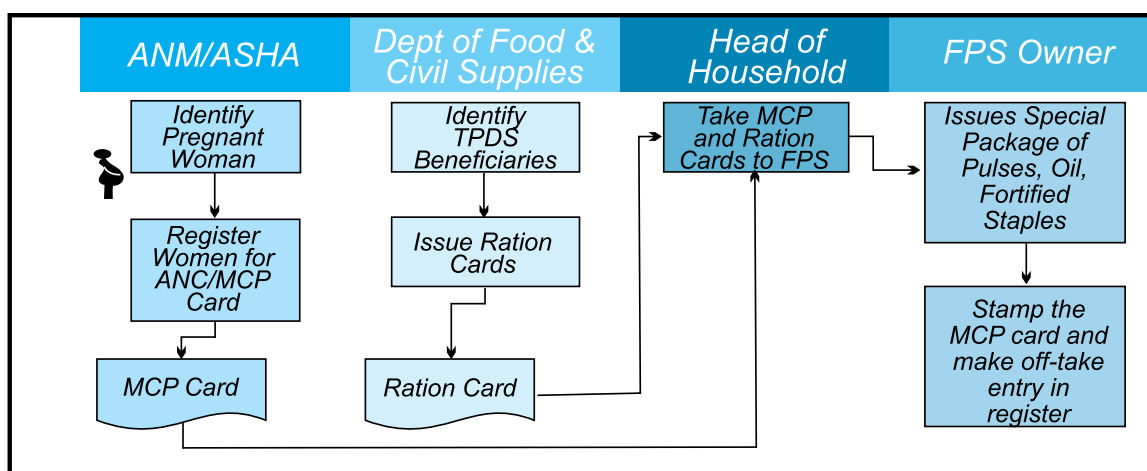 ANM/ASHA
Dept of Food &
Civil Supplies
Head of
Household
FPS Owner
Identify
Pregnant
Woman
Register
Women for
ANC/MCP
Card
MCP Card
Identify
TPDS
Beneficiaries
Issue Ration
Cards
Ration Card
Take MCP
and Ration
Cards to FPS
Issues Special
Package of
Pulses, Oil,
Fortified
Staples
Stamp the
MCP card and
make off-take
entry in
register